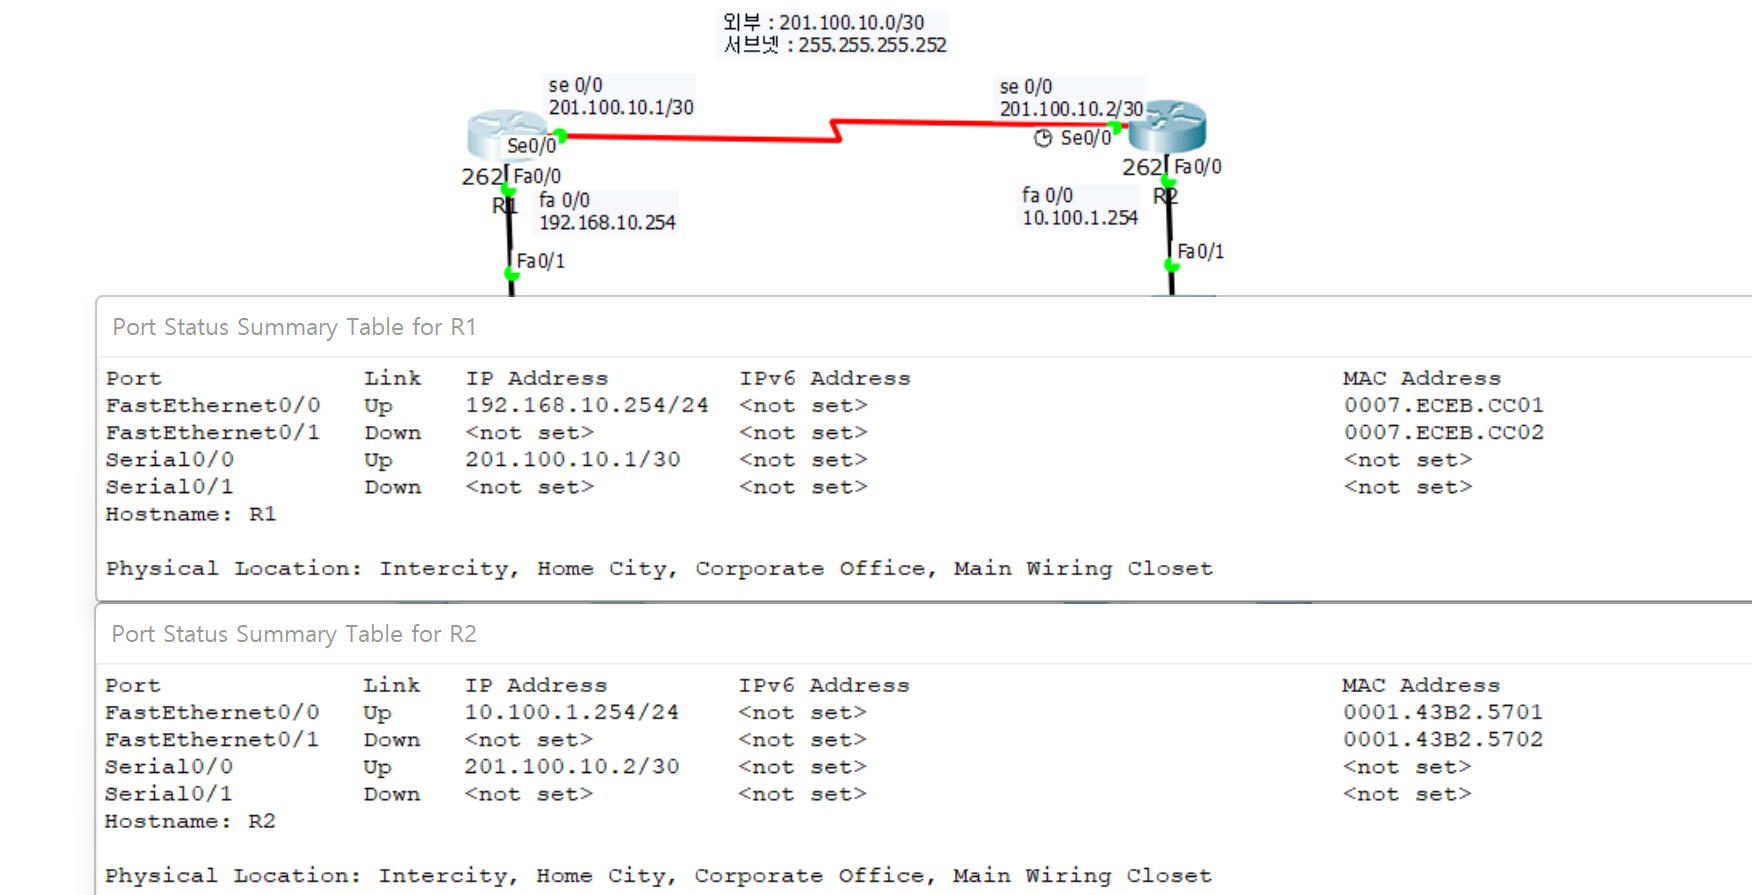 외부 : 201.100.10.0/30
서브넷 : 255.255.255.252
se 0/0
201.100.10.1/30
se 0/0
201.100.10.2/30
Se0/0
Se0/0
262
Fa0/0
R1
fa 0/0
192.168.10.254
Fa0/1
262
Fa0/0
R2
fa 0/0
10.100.1.254
Fa0/1
Port Status Summary Table for R1
Port Link IP Address IPv6 Address MAC Address
FastEthernet0/0 Up 192.168.10.254/24 <not set> 0007.ECEB.CC01
FastEthernet0/1 Down <not set> <not set> 0007.ECEB.CC02
Serial0/0 Up 201.100.10.1/30 <not set> <not set>
Serial0/1 Down <not set> <not set> <not set>
Hostname: R1
Physical Location: Intercity, Home City, Corporate Office, Main Wiring Closet
Port Status Summary Table for R2
Port Link IP Address IPv6 Address MAC Address
FastEthernet0/0 Up 10.100.1.254/24 <not set> 0001.43B2.5701
FastEthernet0/1 Down <not set> <not set> 0001.43B2.5702
Serial0/0 Up 201.100.10.2/30 <not set> <not set>
Serial0/1 Down <not set> <not set> <not set>
Hostname: R2
Physical Location: Intercity, Home City, Corporate Office, Main Wiring Closet